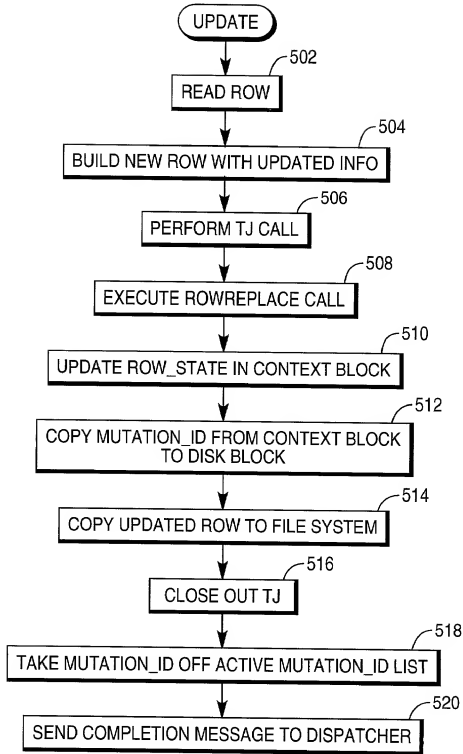 UPDATE
502
READ ROW
504
BUILD NEW ROW WITH UPDATED INFO
506
PERFORM TJ CALL
508
EXECUTE ROWREPLACE CALL
510
UPDATE ROW_STATE IN CONTEXT BLOCK
512
COPY MUTATION_ID FROM CONTEXT BLOCK
TO DISK BLOCK
514
COPY UPDATED ROW TO FILE SYSTEM
516
CLOSE OUT TJ
518
TAKE MUTATION_ID OFF ACTIVE MUTATION_ID LIST
520
SEND COMPLETION MESSAGE TO DISPATCHER